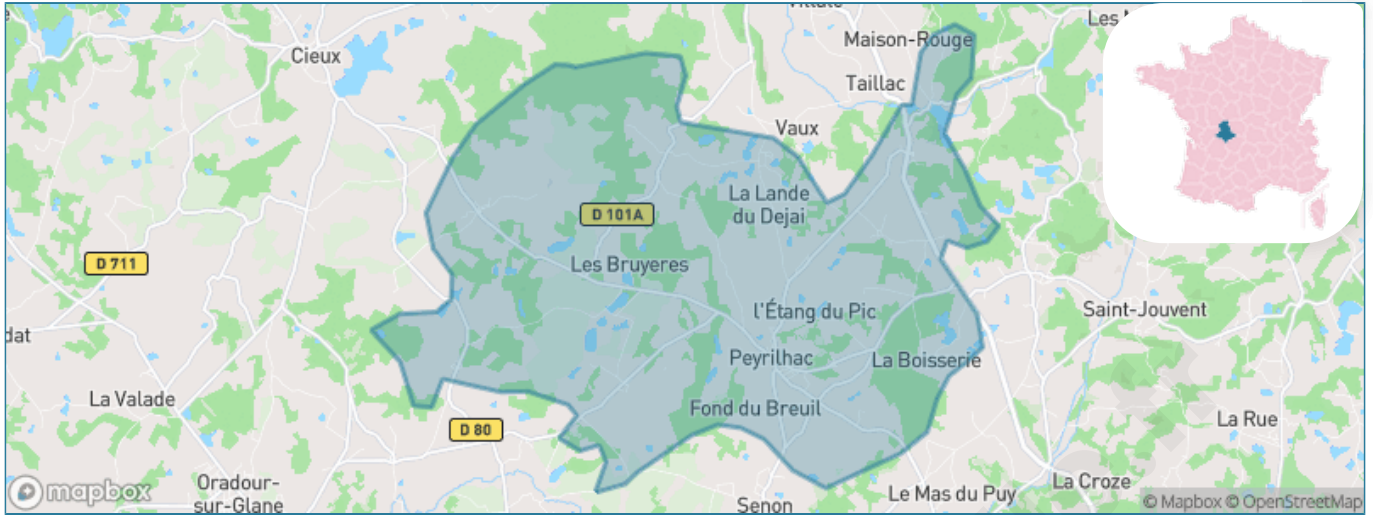 Cieux
Maison-Rouge
Les
Taillac
Vaux
La Lande
du Dejai
D 101A
D 711
Les Bruyeres
l'Étang du Pic
Saint-Jouvent
dat
Peyrilhac
La Boisserie
La Valade
Fond du Breuil
La Rue
D 80
Oradour-
sur-Glane
La Croze
Le Mas du Puy
Senon
mapbox
© Mapbox © OpenStreetMap